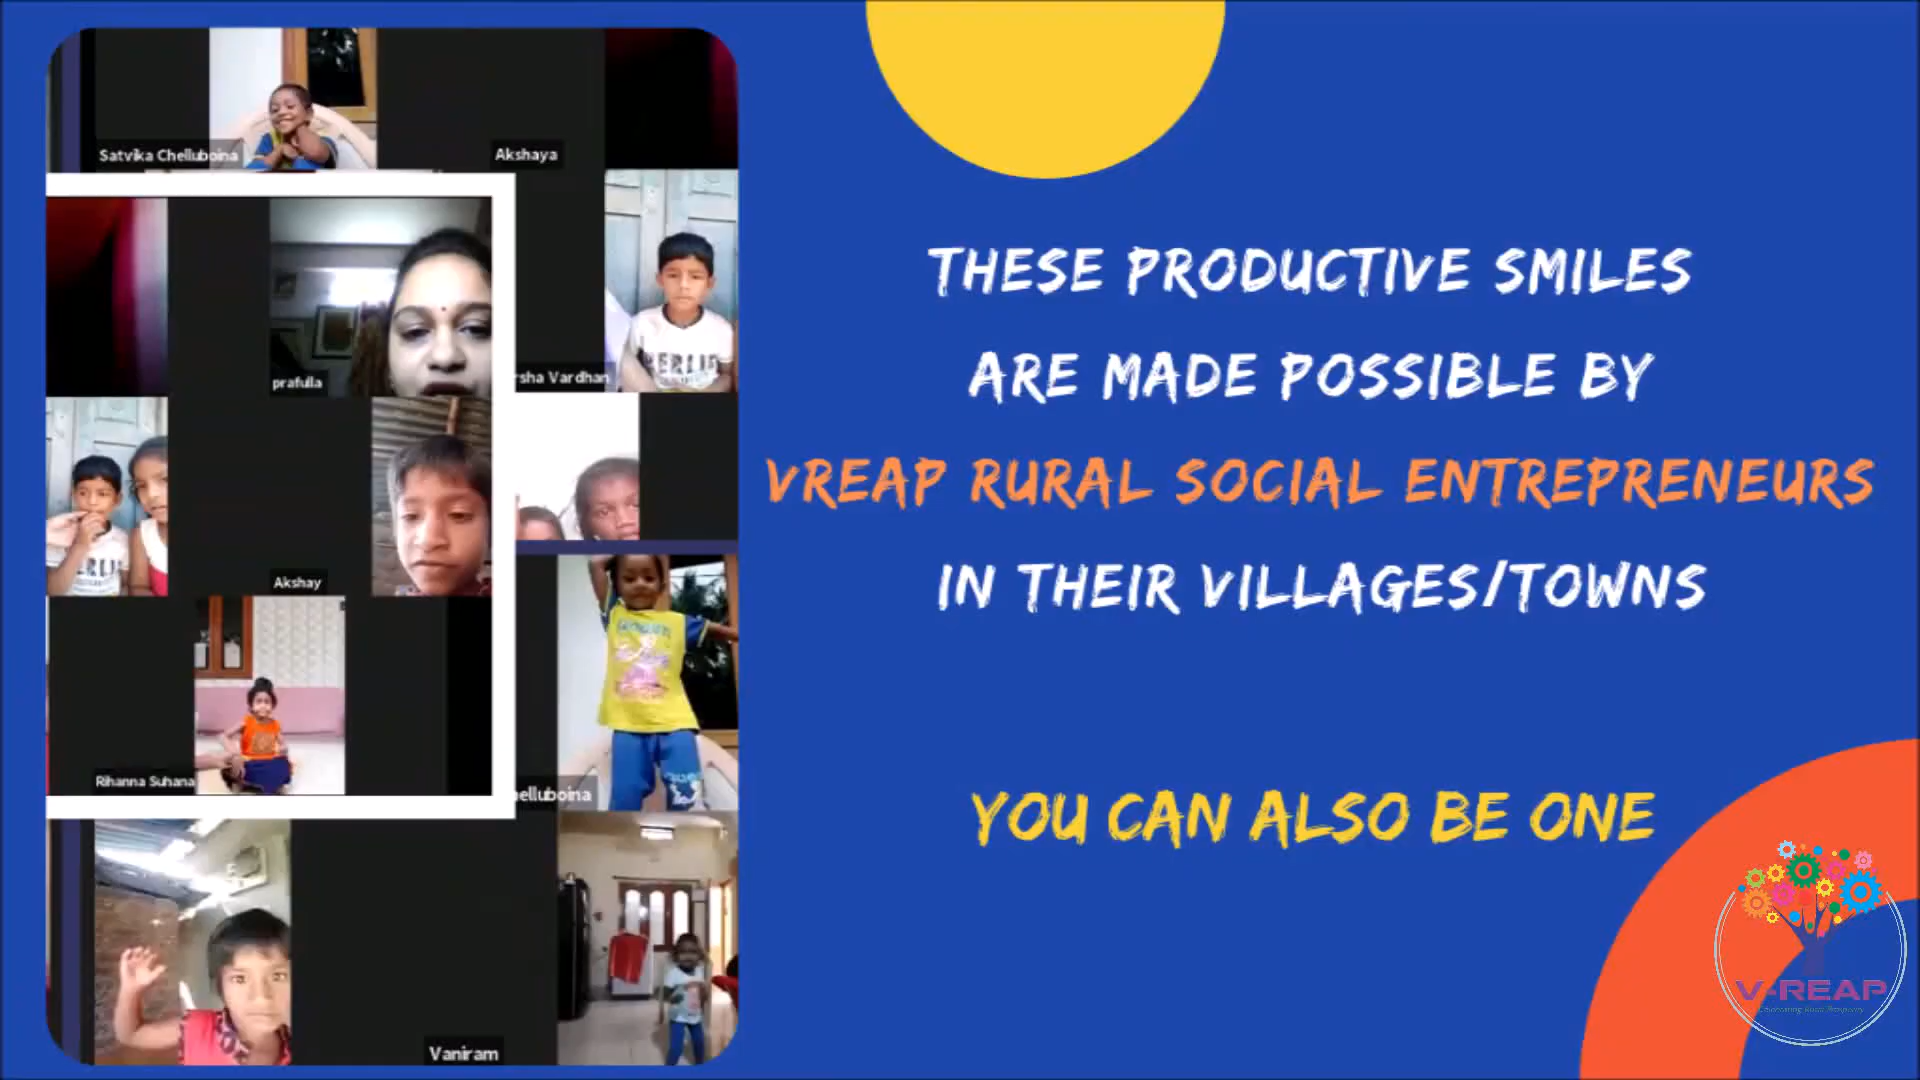 Satvika Chelluboina
Akshaya
prafulla
rsha Vardhan
Akshay
Rihanna Suhana
elluboina
Vaniram
THESE PRODUCTIVE SMILES
ARE MADE POSSIBLE BY
VREAP RURAL SOCIAL ENTREPRENEURS
IN THEIR VILLAGES/TOWNS
YOU CAN ALSO BE ONE
V-REAP